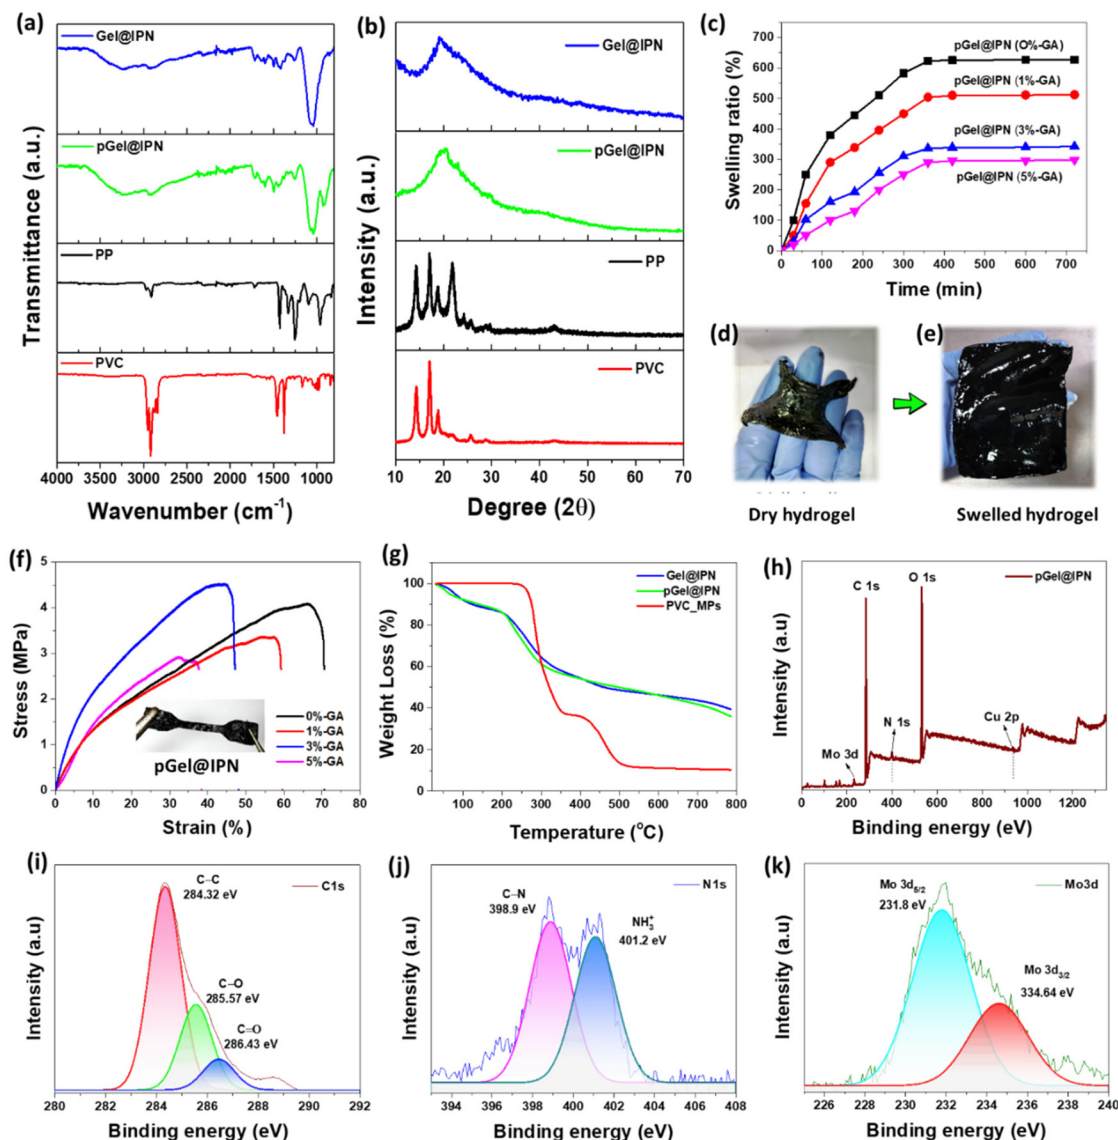 (a)
Gel@IPN
pGel@IPN
PP
PVC
Transmittance (a.u.)
4000 3500 3000 2500 2000 1500 1000
Wavenumber (cm⁻¹)
(b)
Gel@IPN
pGel@IPN
PP
PVC
Intensity (a.u.)
10 20 30 40 50 60 70
Degree (2θ)
(c)
pGel@IPN (O%-GA)
pGel@IPN (1%-GA)
pGel@IPN (3%-GA)
pGel@IPN (5%-GA)
Swelling ratio (%)
700
600
500
400
300
200
100
0
0 100 200 300 400 500 600 700
Time (min)
(d)
Dry hydrogel
(e)
Swelled hydrogel
(f)
Stress (MPa)
5
4
3
2
1
0
0%-GA
1%-GA
3%-GA
5%-GA
pGel@IPN
0 10 20 30 40 50 60 70 80
Strain (%)
(g)
Gel@IPN
pGel@IPN
PVC_MPs
Weight Loss (%)
100
80
60
40
20
0
100 200 300 400 500 600 700 800
Temperature (°C)
(h)
pGel@IPN
O 1s
C 1s
N 1s
Cu 2p
Mo 3d
Intensity (a.u)
0 200 400 600 800 1000 1200
Binding energy (eV)
(i)
C1s
C–C
284.32 eV
C–O
285.57 eV
C=O
286.43 eV
Intensity (a.u)
280 282 284 286 288 290 292
Binding energy (eV)
(j)
N1s
C–N
398.9 eV
NH₃⁺
401.2 eV
Intensity (a.u)
394 396 398 400 402 404 406 408
Binding energy (eV)
(k)
Mo3d
Mo 3d₅/₂
231.8 eV
Mo 3d₃/₂
334.64 eV
Intensity (a.u)
226 228 230 232 234 236 238 240
Binding energy (eV)